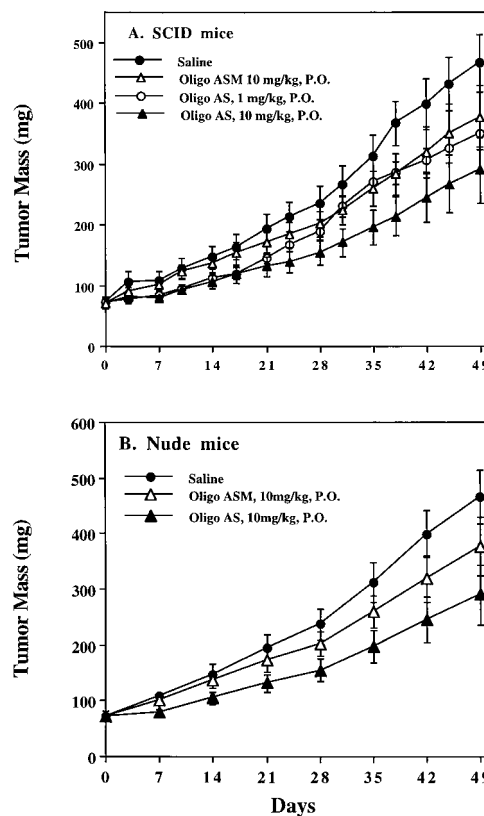 A. SCID mice
Saline
Oligo ASM 10 mg/kg, P.O.
Oligo AS, 1 mg/kg, P.O.
Oligo AS, 10 mg/kg, P.O.
Tumor Mass (mg)
500
400
300
200
100
0
0 7 14 21 28 35 42 49
B. Nude mice
Saline
Oligo ASM, 10mg/kg, P.O.
Oligo AS, 10mg/kg, P.O.
Tumor Mass (mg)
600
500
400
300
200
100
0
0 7 14 21 28 35 42 49
Days